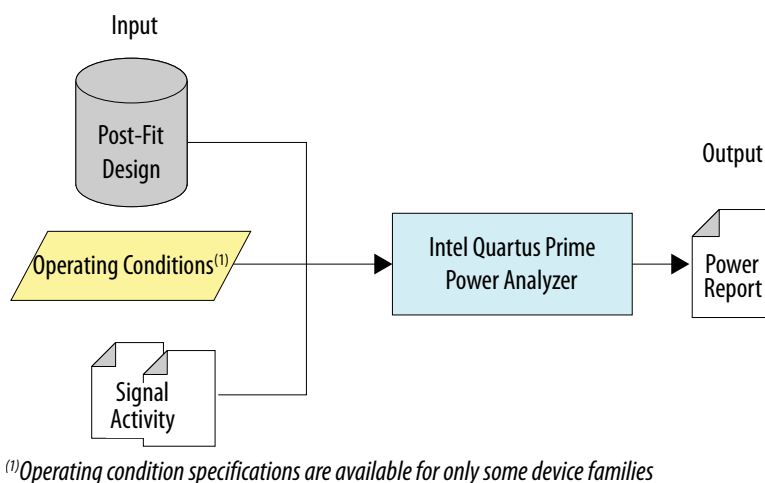 Input
Post-Fit
Design
Output
Operating Conditions(1)
Intel Quartus Prime
Power Analyzer
Power
Report
Signal
Activity
(1)Operating condition specifications are available for only some device families